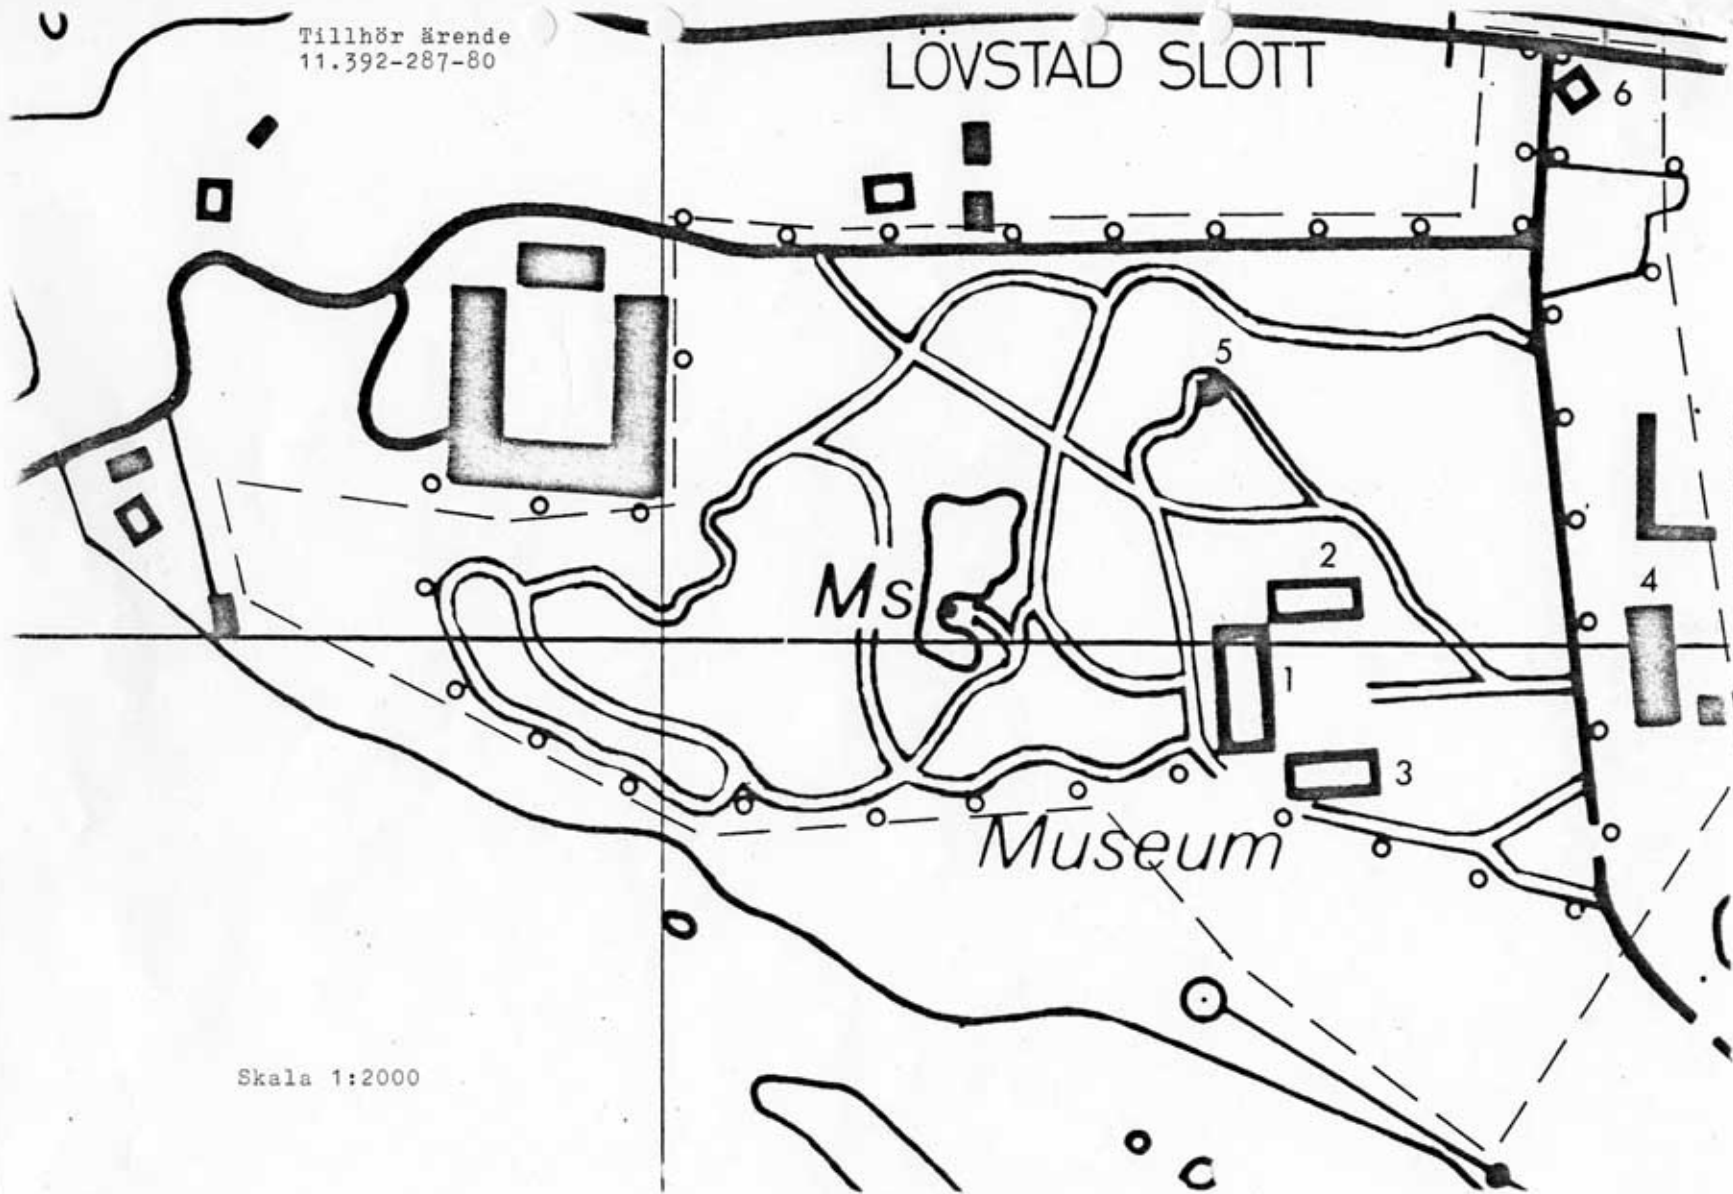 Tillhör ärende
11.392-287-80
LÖVSTAD SLOTT
6
5
2
Ms
4
1
3
Museum
Skala 1:2000